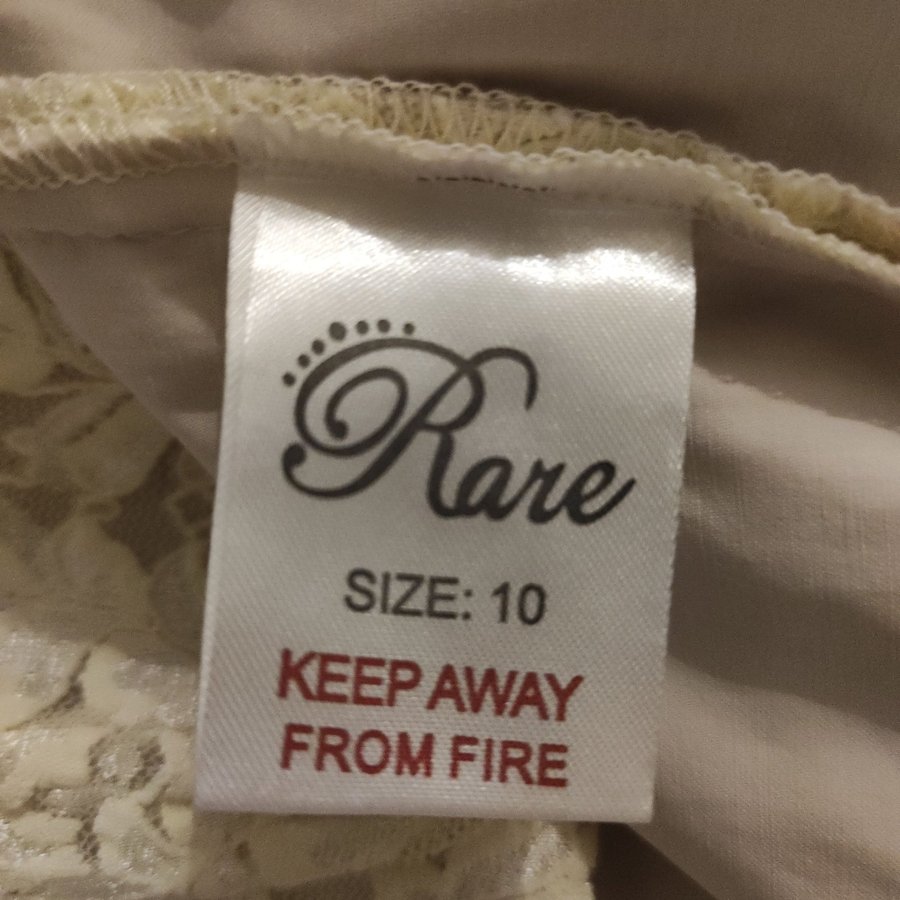 Rare
SIZE: 10
KEEP AWAY
FROM FIRE